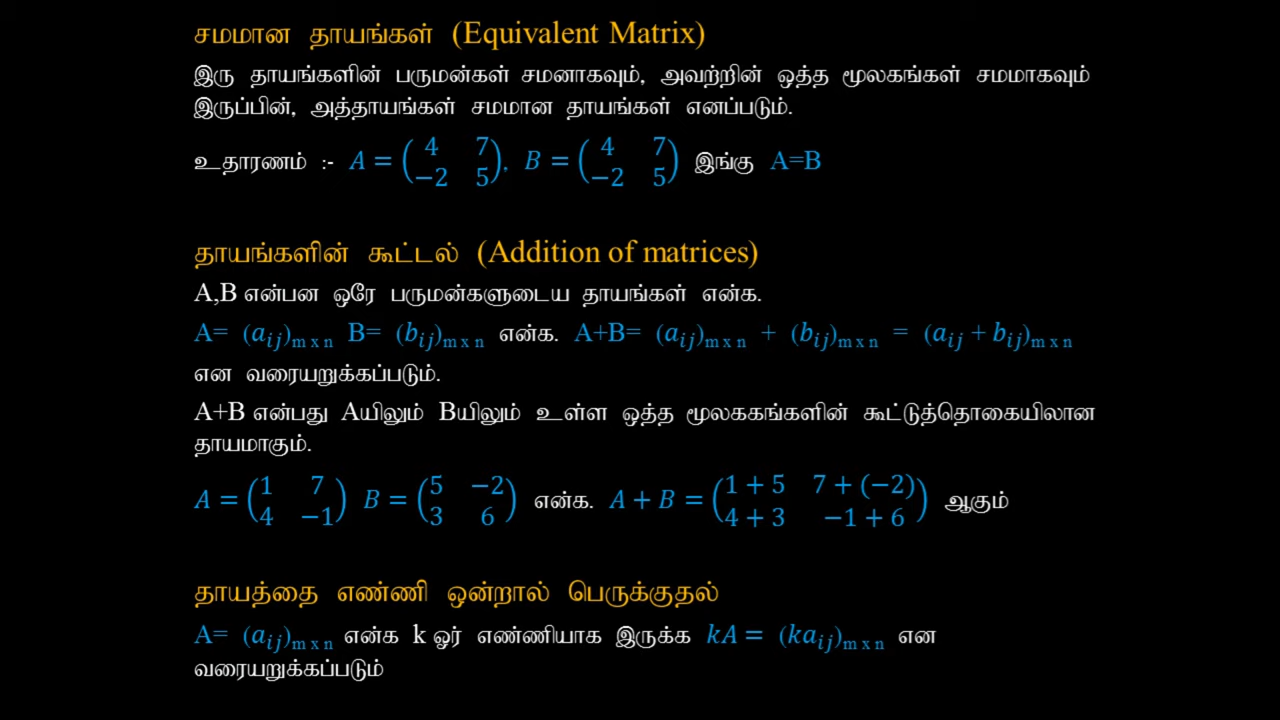 சமமான தாயங்கள் (Equivalent Matrix)
இரு தாயங்களின் பருமன்கள் சமனாகவும், அவற்றின் ஒத்த மூலகங்கள் சமமாகவும்
இருப்பின், அத்தாயங்கள் சமமான தாயங்கள் எனப்படும்.
உதாரணம் :- A = (4 7 −2 5), B = (4 7 −2 5) இங்கு A=B
தாயங்களின் கூட்டல் (Addition of matrices)
A,B என்பன ஒரே பருமன்களுடைய தாயங்கள் என்க.
A= (aij)m x n B= (bij)m x n என்க. A+B= (aij)m x n + (bij)m x n = (aij + bij)m x n
என வரையறுக்கப்படும்.
A+B என்பது Aயிலும் Bயிலும் உள்ள ஒத்த மூலககங்களின் கூட்டுத்தொகையிலான
தாயமாகும்.
A = (1 7 4 −1) B = (5 −2 3 6) என்க. A + B = (1 + 5 7 + (−2) 4 + 3 −1 + 6) ஆகும்
தாயத்தை எண்ணி ஒன்றால் பெருக்குதல்
A= (aij)m x n என்க k ஓர் எண்ணியாக இருக்க kA = (kaij)m x n என
வரையறுக்கப்படும்